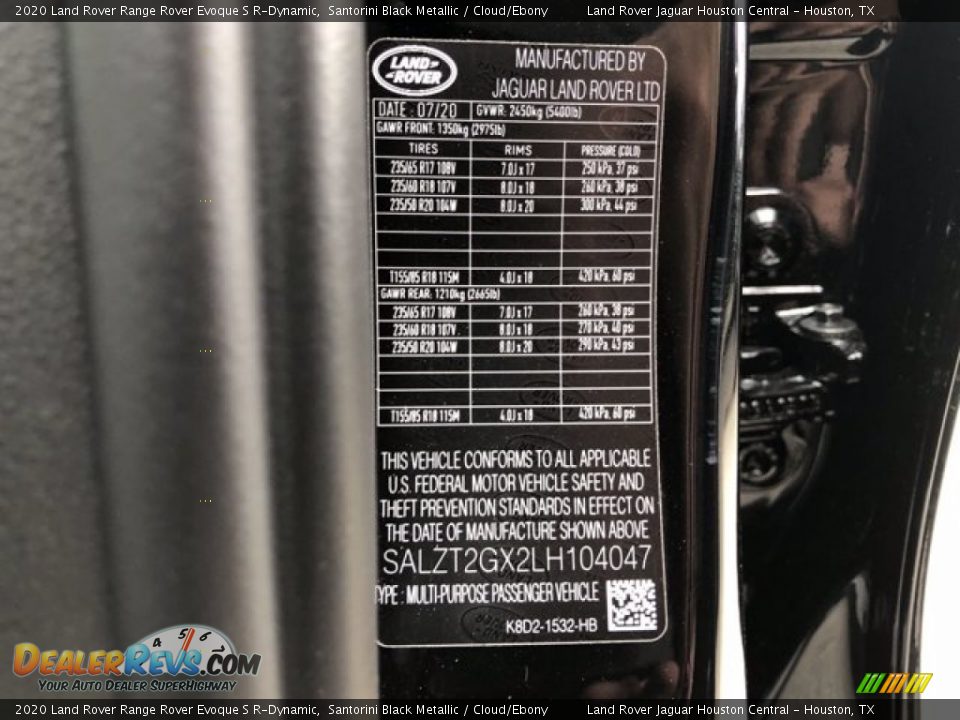 2020 Land Rover Range Rover Evoque S R-Dynamic, Santorini Black Metallic / Cloud/Ebony Land Rover Jaguar Houston Central - Houston, TX
LAND ROVER
MANUFACTURED BY
JAGUAR LAND ROVER LTD
DATE : 07/20 GVWR: 2450kg (5400lb)
GAWR FRONT: 1350kg (2975lb)
TIRES RIMS PRESSURE (COLD)
235/65 R17 108V 7.0J x 17 250 kPa, 37 psi
235/60 R18 107V 8.0J x 18 260 kPa, 38 psi
235/50 R20 104W 8.0J x 20 300 kPa, 44 psi
T155/85 R18 115M 4.0J x 18 420 kPa, 60 psi
GAWR REAR: 1210kg (2665lb)
235/65 R17 108V 7.0J x 17 260 kPa, 38 psi
235/60 R18 107V 8.0J x 18 270 kPa, 40 psi
235/50 R20 104W 8.0J x 20 290 kPa, 43 psi
T155/85 R18 115M 4.0J x 18 420 kPa, 60 psi
THIS VEHICLE CONFORMS TO ALL APPLICABLE
U.S. FEDERAL MOTOR VEHICLE SAFETY AND
THEFT PREVENTION STANDARDS IN EFFECT ON
THE DATE OF MANUFACTURE SHOWN ABOVE
SALZT2GX2LH104047
TYPE : MULTI-PURPOSE PASSENGER VEHICLE
K8D2-1532-HB
4 5 6
DEALERREVS.COM
YOUR AUTO DEALER SUPERHIGHWAY
2020 Land Rover Range Rover Evoque S R-Dynamic, Santorini Black Metallic / Cloud/Ebony Land Rover Jaguar Houston Central - Houston, TX